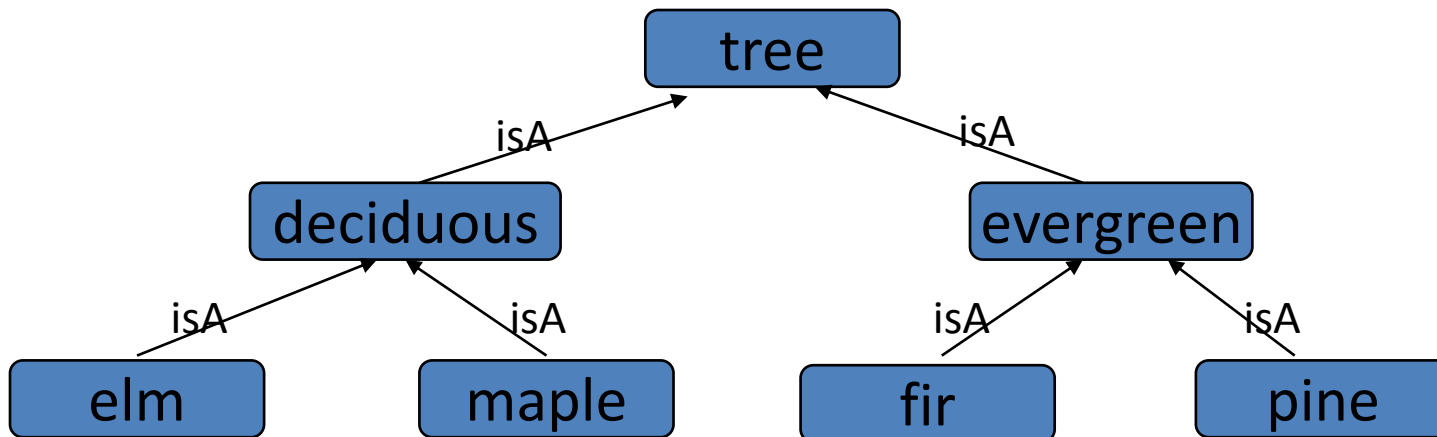 tree
isA
isA
deciduous
evergreen
isA
isA
isA
isA
elm
maple
fir
pine